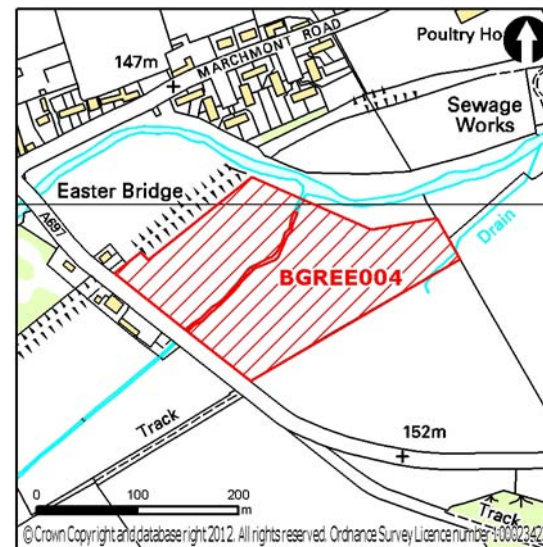 Poultry Ho
147m
MARCHMONT ROAD
Sewage
Works
Easter Bridge
A697
Drain
BGREE004
Track
152m
0 100 200
m
Track
©Crown Copyright and database right 2012. All rights reserved. Ordnance Survey Licence number 10002342